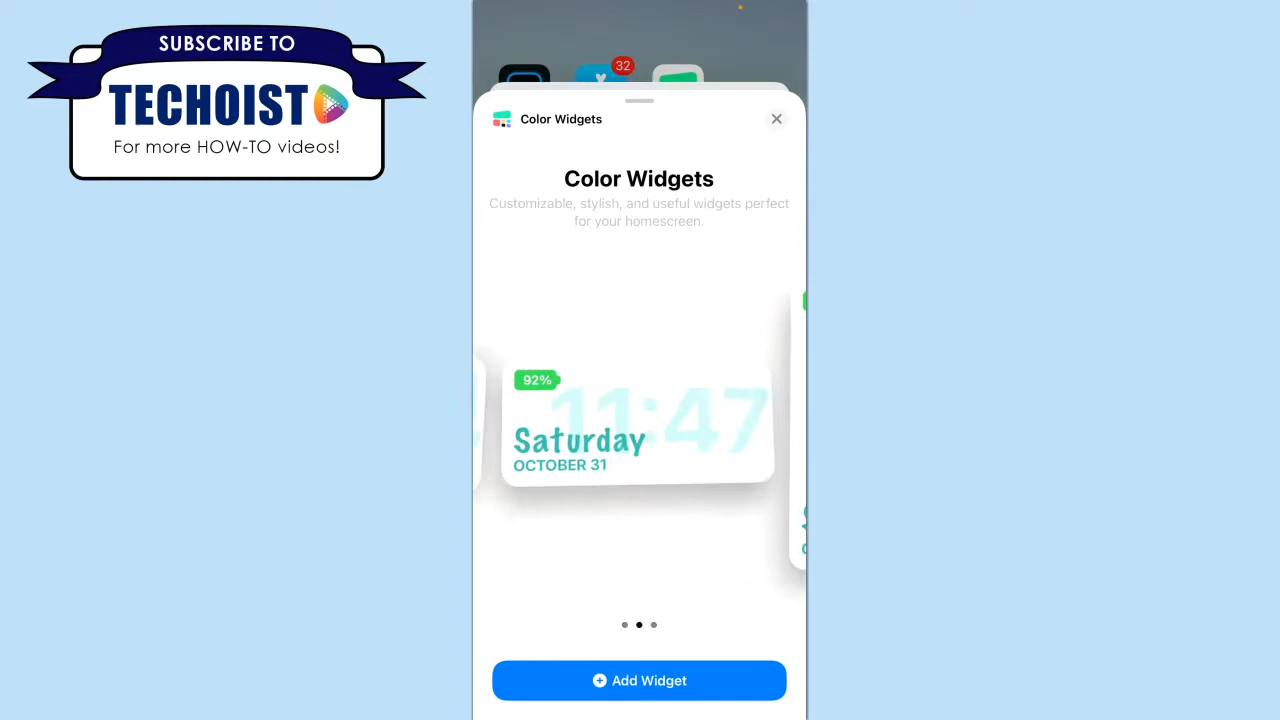 SUBSCRIBE TO
TECHOIST
For more HOW-TO videos!
32
Color Widgets
Color Widgets
Customizable, stylish, and useful widgets perfect
for your homescreen.
92%
11:47
Saturday
OCTOBER 31
Add Widget